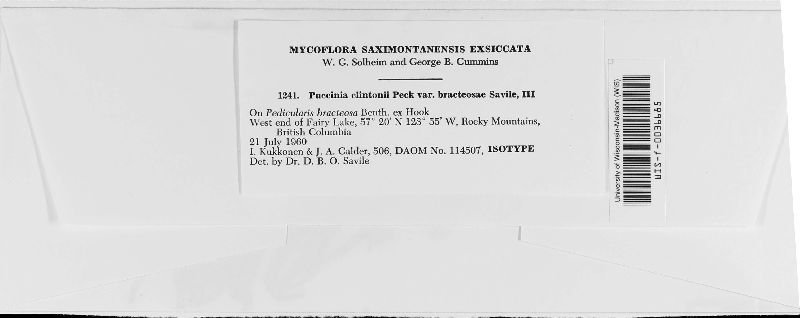 MYCOFLORA SAXIMONTANENSIS EXSICCATA
W. G. Solheim and George B. Cummins
1241. Puccinia clintonii Peck var. bracteosae Savile, III
On Pedicularis bracteosa Benth. ex Hook
West end of Fairy Lake, 57° 20' X 123° 55' W, Rocky Mountains,
British Columbia
21 July 1960
I. Kukkonen & J. A. Calder, 506, DAOM No. 114507, ISOTYPE
Det. by Dr. D. B. O. Savile
University of Wisconsin-Madison (WIS)
WIS-f-0036465